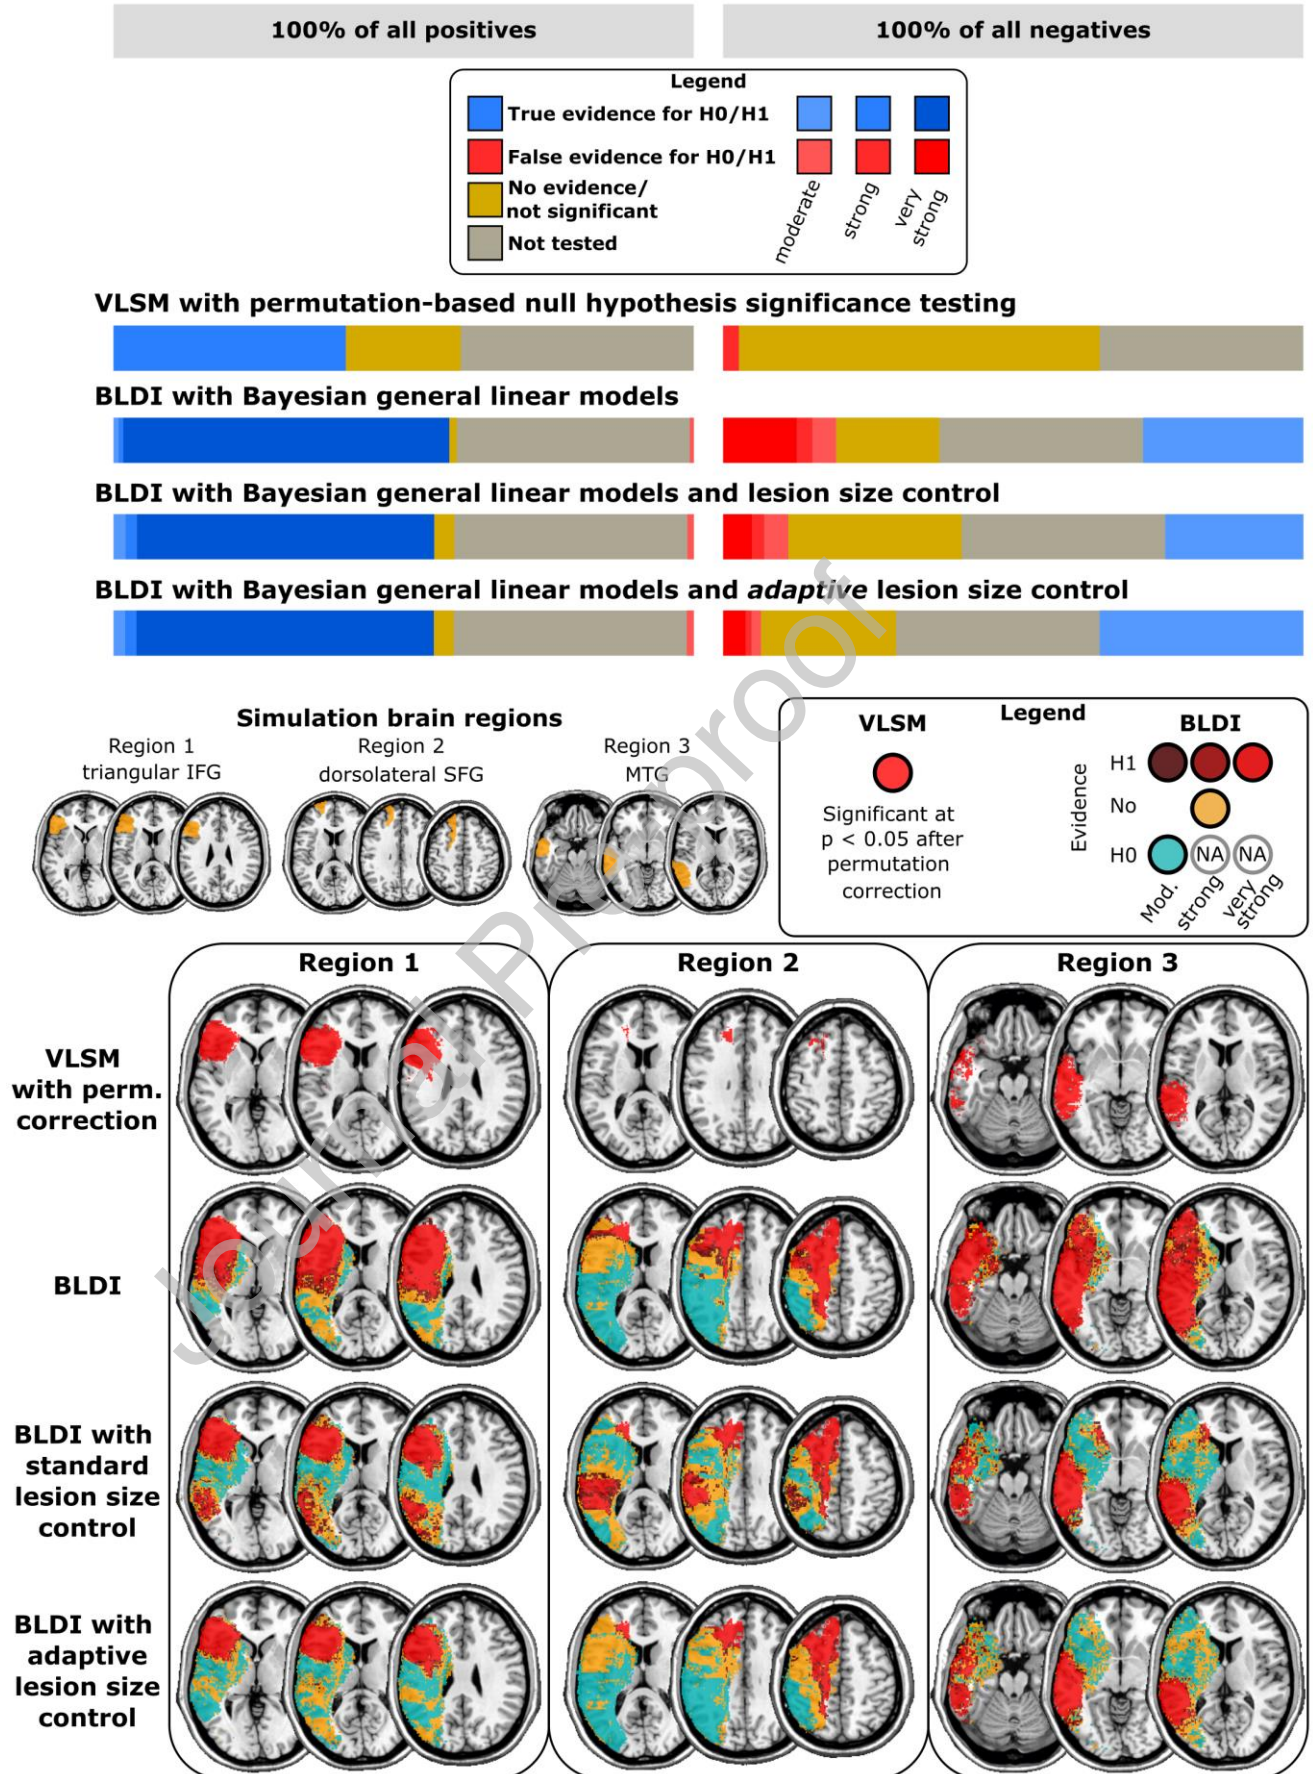 100% of all positives
100% of all negatives
Legend
True evidence for H0/H1
False evidence for H0/H1
No evidence/
not significant
Not tested
moderate
strong
very
strong
VLSM with permutation-based null hypothesis significance testing
BLDI with Bayesian general linear models
BLDI with Bayesian general linear models and lesion size control
BLDI with Bayesian general linear models and adaptive lesion size control
Simulation brain regions
Region 1
triangular IFG
Region 2
dorsolateral SFG
Region 3
MTG
Legend
VLSM
Significant at
p < 0.05 after
permutation
correction
BLDI
Evidence
H1
No
H0
NA
NA
Mod.
strong
very
strong
Region 1
Region 2
Region 3
VLSM
with perm.
correction
BLDI
BLDI with
standard
lesion size
control
BLDI with
adaptive
lesion size
control
Journal Pre-proof